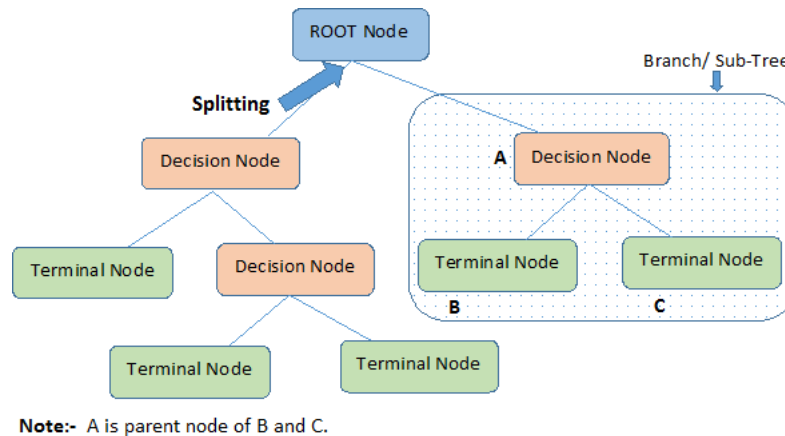 ROOT Node
Branch/ Sub-Tree
Splitting
Decision Node
A
Decision Node
Terminal Node
Decision Node
Terminal Node
Terminal Node
B
C
Terminal Node
Terminal Node
Note:- A is parent node of B and C.